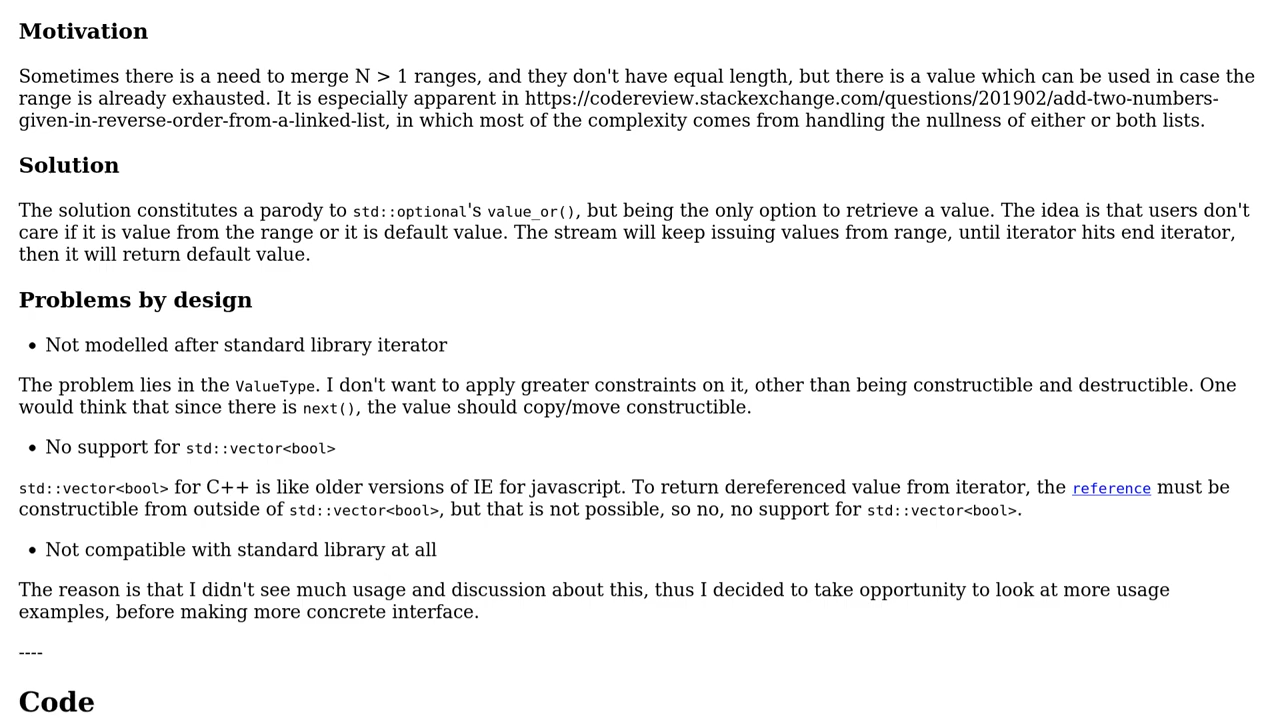 Motivation
Sometimes there is a need to merge N > 1 ranges, and they don't have equal length, but there is a value which can be used in case the
range is already exhausted. It is especially apparent in https://codereview.stackexchange.com/questions/201902/add-two-numbers-
given-in-reverse-order-from-a-linked-list, in which most of the complexity comes from handling the nullness of either or both lists.
Solution
The solution constitutes a parody to std::optional's value_or(), but being the only option to retrieve a value. The idea is that users don't
care if it is value from the range or it is default value. The stream will keep issuing values from range, until iterator hits end iterator,
then it will return default value.
Problems by design
• Not modelled after standard library iterator
The problem lies in the ValueType. I don't want to apply greater constraints on it, other than being constructible and destructible. One
would think that since there is next(), the value should copy/move constructible.
• No support for std::vector<bool>
std::vector<bool> for C++ is like older versions of IE for javascript. To return dereferenced value from iterator, the reference must be
constructible from outside of std::vector<bool>, but that is not possible, so no, no support for std::vector<bool>.
• Not compatible with standard library at all
The reason is that I didn't see much usage and discussion about this, thus I decided to take opportunity to look at more usage
examples, before making more concrete interface.
----
Code